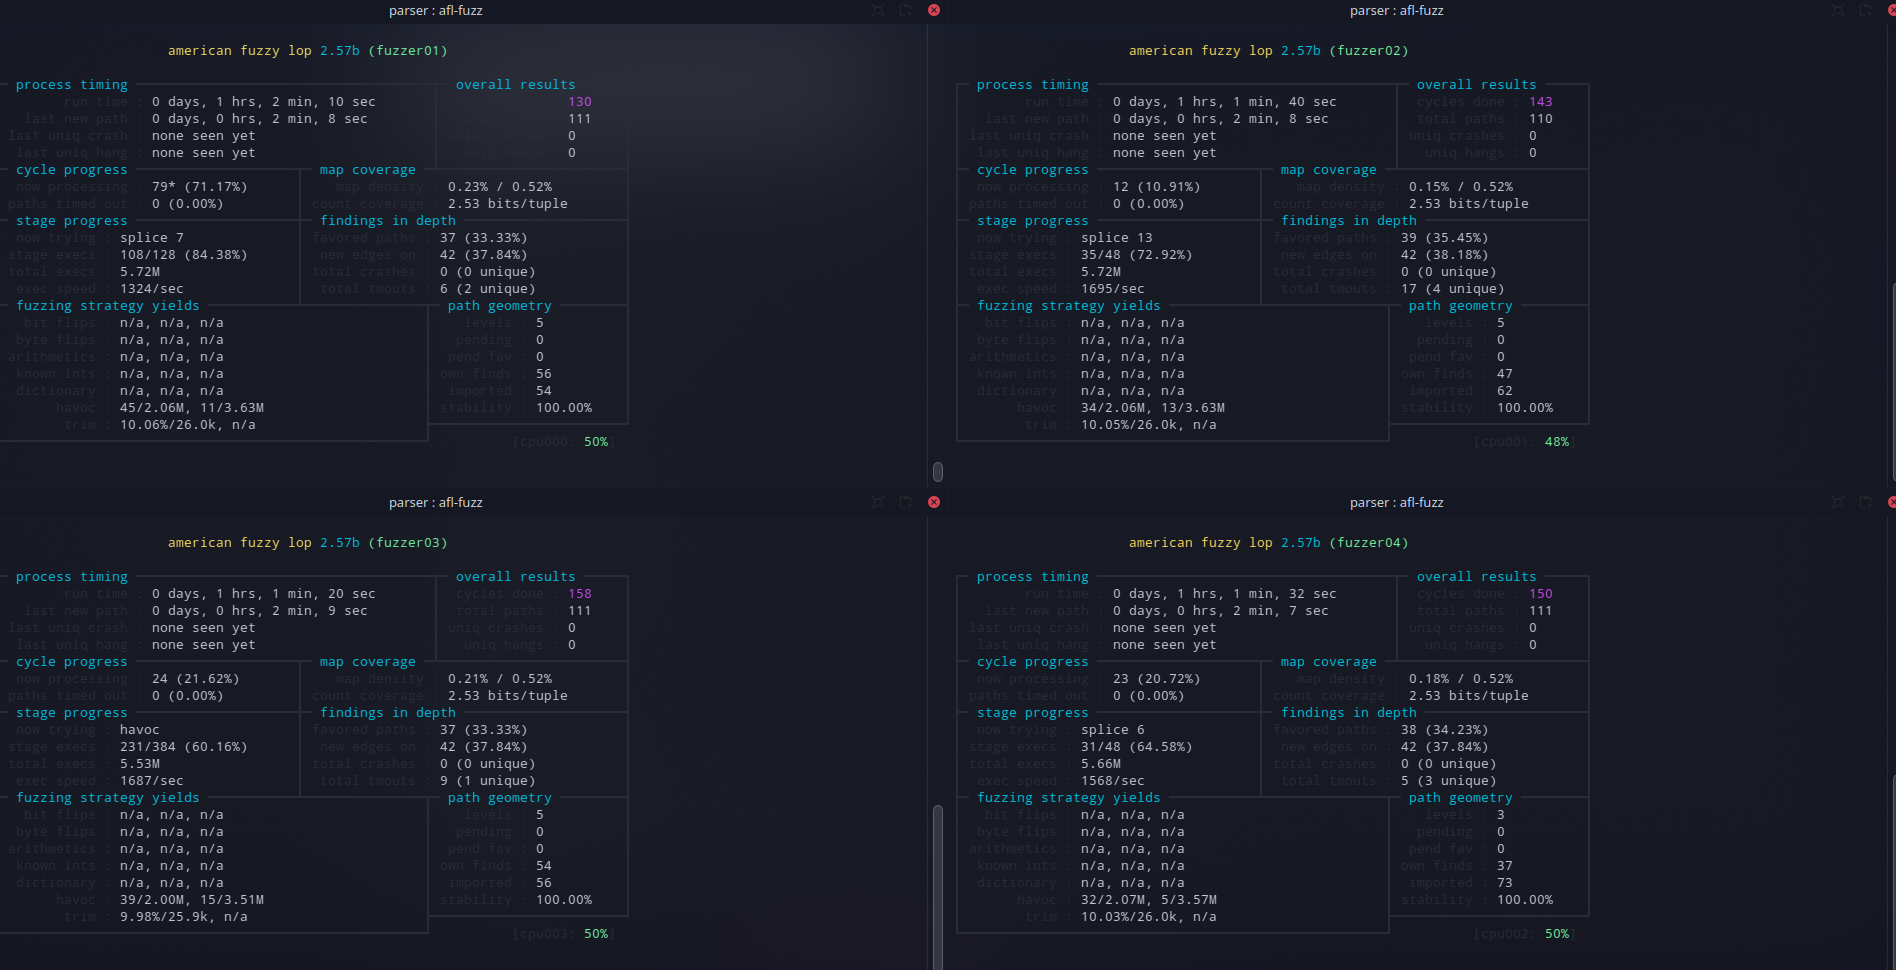 parser : afl-fuzz
american fuzzy lop 2.57b (fuzzer01)
process timing
overall results
run time : 0 days, 1 hrs, 2 min, 10 sec
130
last new path : 0 days, 0 hrs, 2 min, 8 sec
111
last uniq crash : none seen yet
0
last uniq hang : none seen yet
uniq hangs : 0
cycle progress
map coverage
now processing : 79* (71.17%)
map density : 0.23% / 0.52%
paths timed out : 0 (0.00%)
count coverage : 2.53 bits/tuple
stage progress
findings in depth
now trying : splice 7
favored paths : 37 (33.33%)
stage execs : 108/128 (84.38%)
new edges on : 42 (37.84%)
total execs : 5.72M
total crashes : 0 (0 unique)
exec speed : 1324/sec
total tmouts : 6 (2 unique)
fuzzing strategy yields
path geometry
bit flips : n/a, n/a, n/a
levels : 5
byte flips : n/a, n/a, n/a
pending : 0
arithmetics : n/a, n/a, n/a
pend fav : 0
known ints : n/a, n/a, n/a
own finds : 56
dictionary : n/a, n/a, n/a
imported : 54
havoc : 45/2.06M, 11/3.63M
stability : 100.00%
trim : 10.06%/26.0k, n/a
[cpu000: 50%]
parser : afl-fuzz
american fuzzy lop 2.57b (fuzzer02)
process timing
overall results
run time : 0 days, 1 hrs, 1 min, 40 sec
cycles done : 143
last new path : 0 days, 0 hrs, 2 min, 8 sec
total paths : 110
last uniq crash : none seen yet
uniq crashes : 0
last uniq hang : none seen yet
uniq hangs : 0
cycle progress
map coverage
now processing : 12 (10.91%)
map density : 0.15% / 0.52%
paths timed out : 0 (0.00%)
count coverage : 2.53 bits/tuple
stage progress
findings in depth
now trying : splice 13
favored paths : 39 (35.45%)
stage execs : 35/48 (72.92%)
new edges on : 42 (38.18%)
total execs : 5.72M
total crashes : 0 (0 unique)
exec speed : 1695/sec
total tmouts : 17 (4 unique)
fuzzing strategy yields
path geometry
bit flips : n/a, n/a, n/a
levels : 5
byte flips : n/a, n/a, n/a
pending : 0
arithmetics : n/a, n/a, n/a
pend fav : 0
known ints : n/a, n/a, n/a
own finds : 47
dictionary : n/a, n/a, n/a
imported : 62
havoc : 34/2.06M, 13/3.63M
stability : 100.00%
trim : 10.05%/26.0k, n/a
[cpu001: 48%]
parser : afl-fuzz
american fuzzy lop 2.57b (fuzzer03)
process timing
overall results
run time : 0 days, 1 hrs, 1 min, 20 sec
cycles done : 158
last new path : 0 days, 0 hrs, 2 min, 9 sec
total paths : 111
last uniq crash : none seen yet
uniq crashes : 0
last uniq hang : none seen yet
uniq hangs : 0
cycle progress
map coverage
now processing : 24 (21.62%)
map density : 0.21% / 0.52%
paths timed out : 0 (0.00%)
count coverage : 2.53 bits/tuple
stage progress
findings in depth
now trying : havoc
favored paths : 37 (33.33%)
stage execs : 231/384 (60.16%)
new edges on : 42 (37.84%)
total execs : 5.53M
total crashes : 0 (0 unique)
exec speed : 1687/sec
total tmouts : 9 (1 unique)
fuzzing strategy yields
path geometry
bit flips : n/a, n/a, n/a
levels : 5
byte flips : n/a, n/a, n/a
pending : 0
arithmetics : n/a, n/a, n/a
pend fav : 0
known ints : n/a, n/a, n/a
own finds : 54
dictionary : n/a, n/a, n/a
imported : 56
havoc : 39/2.00M, 15/3.51M
stability : 100.00%
trim : 9.98%/25.9k, n/a
[cpu003: 50%]
parser : afl-fuzz
american fuzzy lop 2.57b (fuzzer04)
process timing
overall results
run time : 0 days, 1 hrs, 1 min, 32 sec
cycles done : 150
last new path : 0 days, 0 hrs, 2 min, 7 sec
total paths : 111
last uniq crash : none seen yet
uniq crashes : 0
last uniq hang : none seen yet
uniq hangs : 0
cycle progress
map coverage
now processing : 23 (20.72%)
map density : 0.18% / 0.52%
paths timed out : 0 (0.00%)
count coverage : 2.53 bits/tuple
stage progress
findings in depth
now trying : splice 6
favored paths : 38 (34.23%)
stage execs : 31/48 (64.58%)
new edges on : 42 (37.84%)
total execs : 5.66M
total crashes : 0 (0 unique)
exec speed : 1568/sec
total tmouts : 5 (3 unique)
fuzzing strategy yields
path geometry
bit flips : n/a, n/a, n/a
levels : 3
byte flips : n/a, n/a, n/a
pending : 0
arithmetics : n/a, n/a, n/a
pend fav : 0
known ints : n/a, n/a, n/a
own finds : 37
dictionary : n/a, n/a, n/a
imported : 73
havoc : 32/2.07M, 5/3.57M
stability : 100.00%
trim : 10.03%/26.0k, n/a
[cpu002: 50%]